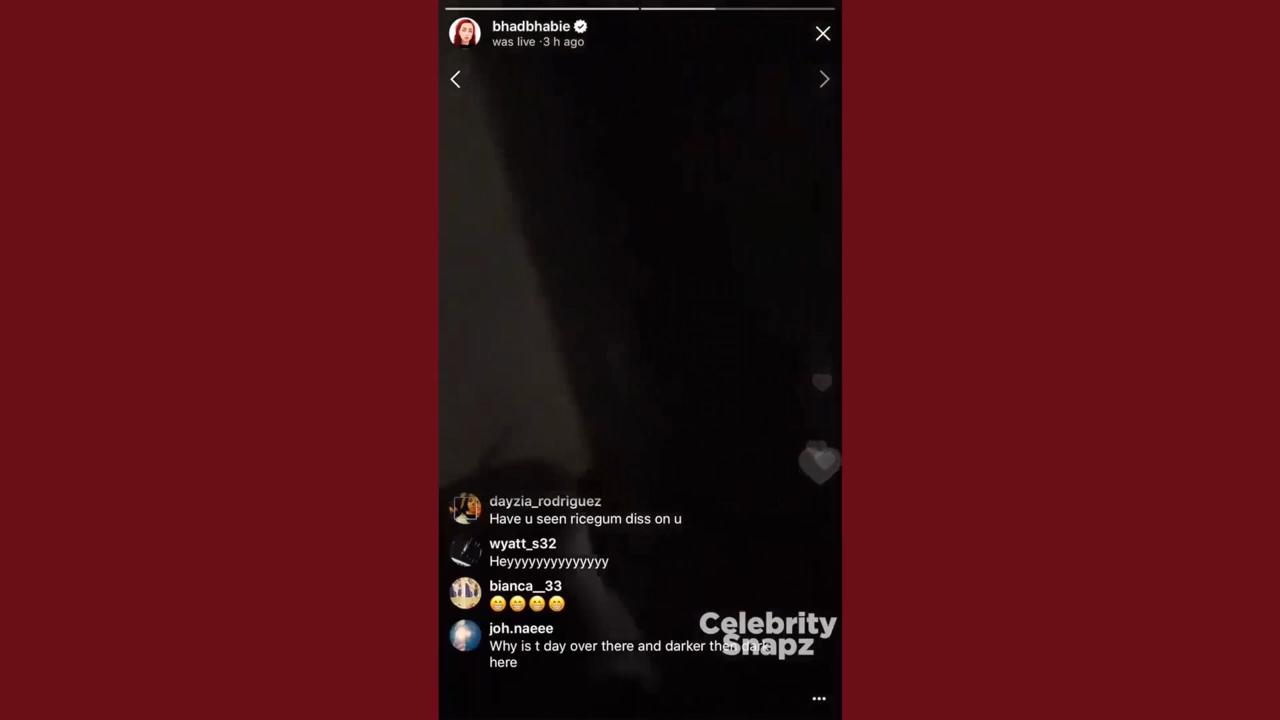 bhadbhabie
was live ·3 h ago
dayzia_rodriguez
Have u seen ricegum diss on u
wyatt_s32
Heyyyyyyyyyyyyyy
bianca__33
😁😁😁😁
joh.naeee
Why is t day over there and darker then dark
here
Celebrity
Snapz